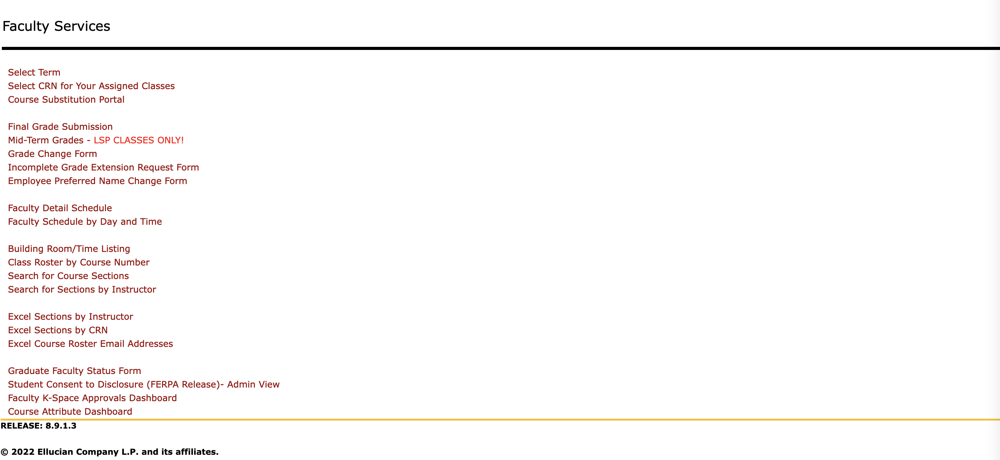 Faculty Services
Select Term
Select CRN for Your Assigned Classes
Course Substitution Portal
Final Grade Submission
Mid-Term Grades - LSP CLASSES ONLY!
Grade Change Form
Incomplete Grade Extension Request Form
Employee Preferred Name Change Form
Faculty Detail Schedule
Faculty Schedule by Day and Time
Building Room/Time Listing
Class Roster by Course Number
Search for Course Sections
Search for Sections by Instructor
Excel Sections by Instructor
Excel Sections by CRN
Excel Course Roster Email Addresses
Graduate Faculty Status Form
Student Consent to Disclosure (FERPA Release)- Admin View
Faculty K-Space Approvals Dashboard
Course Attribute Dashboard
RELEASE: 8.9.1.3
© 2022 Ellucian Company L.P. and its affiliates.